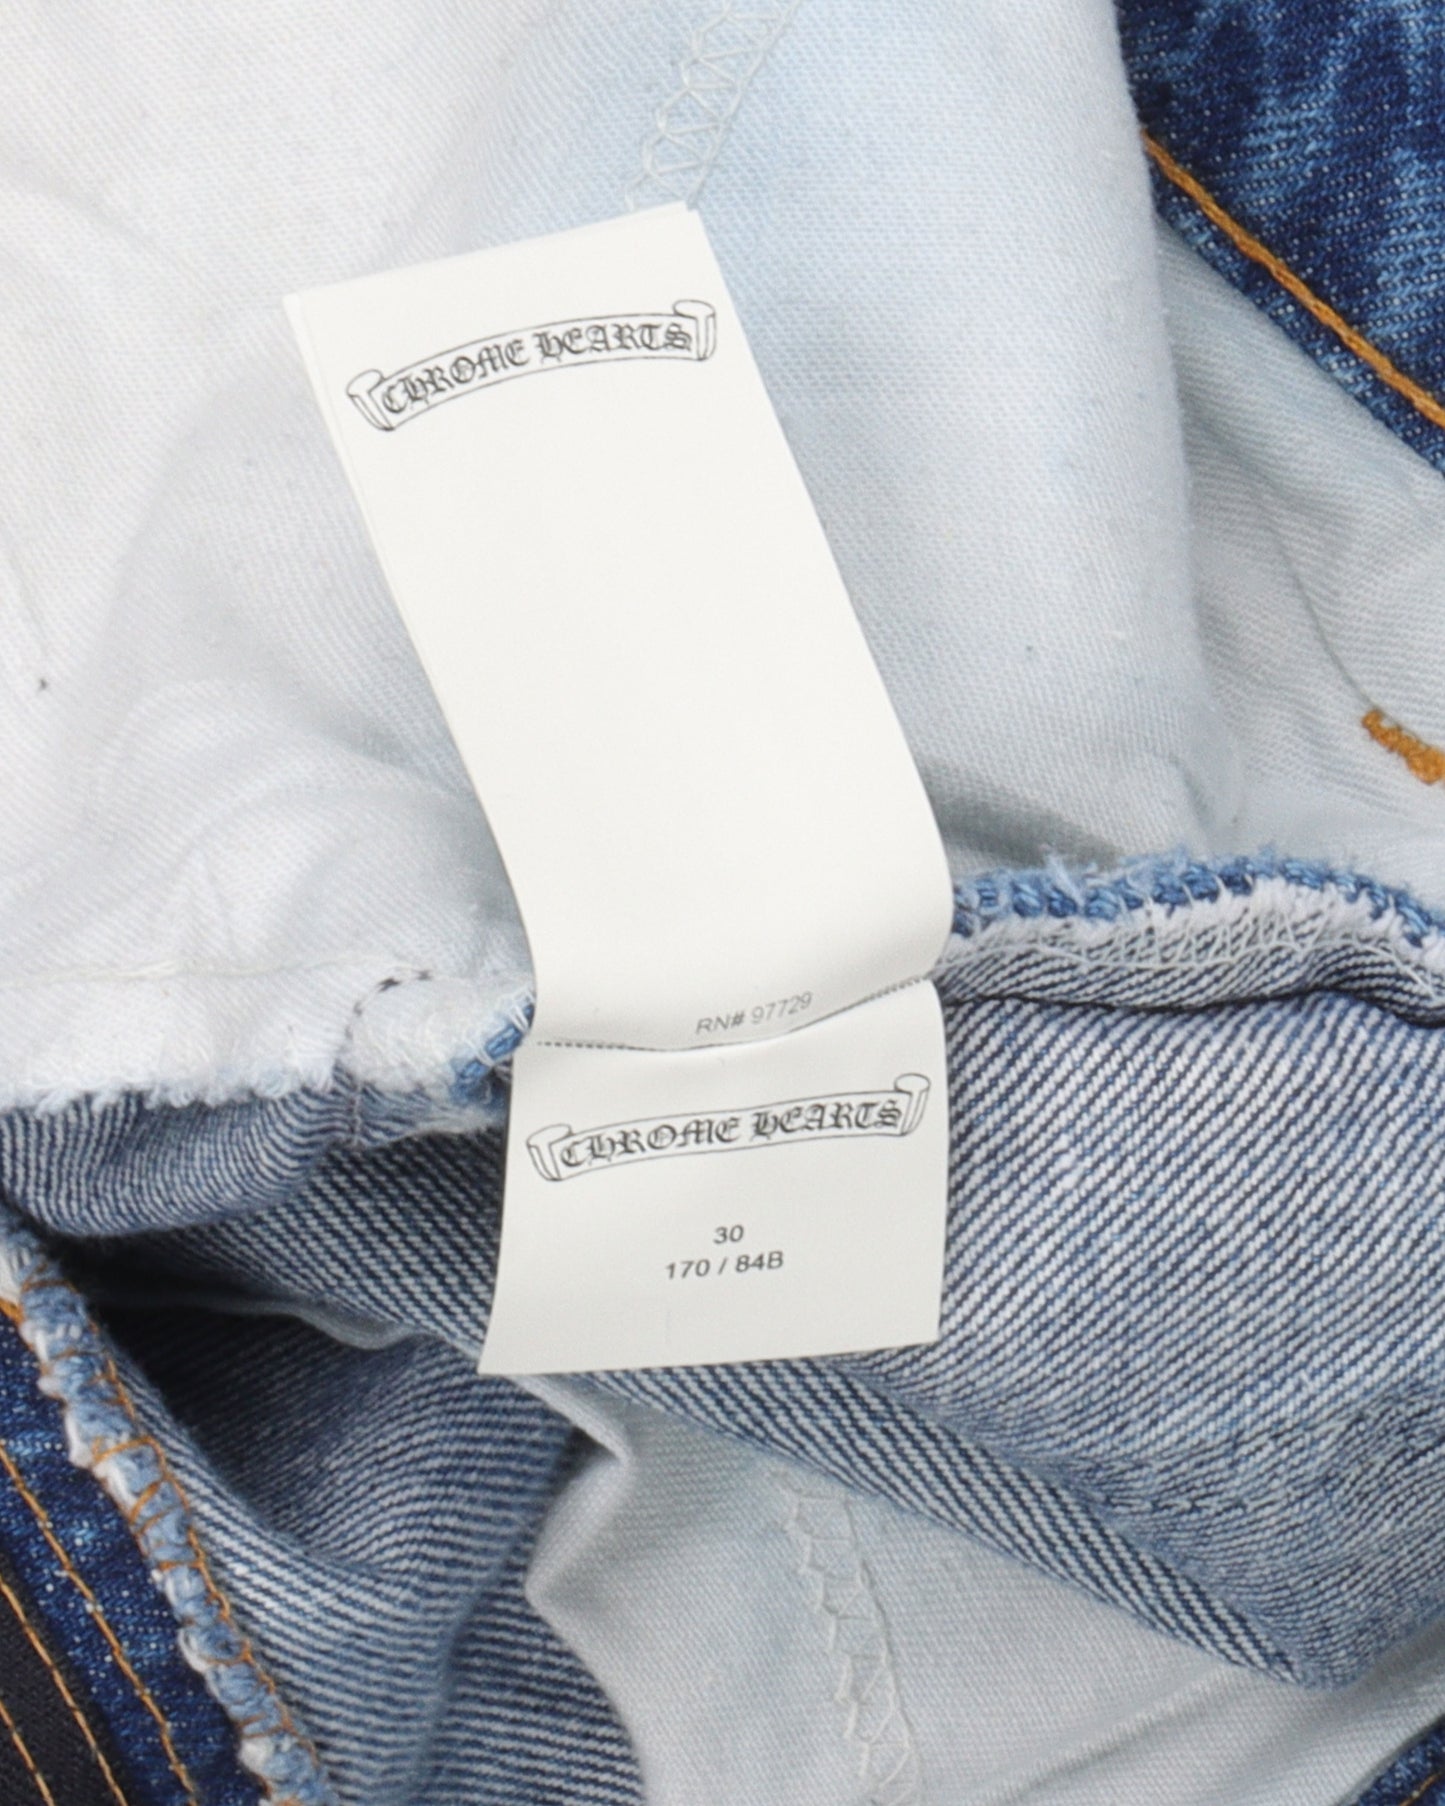 CHROME HEARTS
RN# 97729
CHROME HEARTS
30
170 / 84B